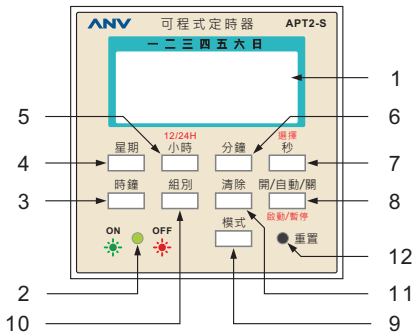 ANV 可程式定時器 APT2-S
一 二 三 四 五 六 日
1
5 6
12/24H 選擇
星期 小時 分鐘 秒
4 7
時鐘 組別 清除 開/自動/關
3 8
啟動/暫停
模式
ON OFF 重置
12
2 11
10 9